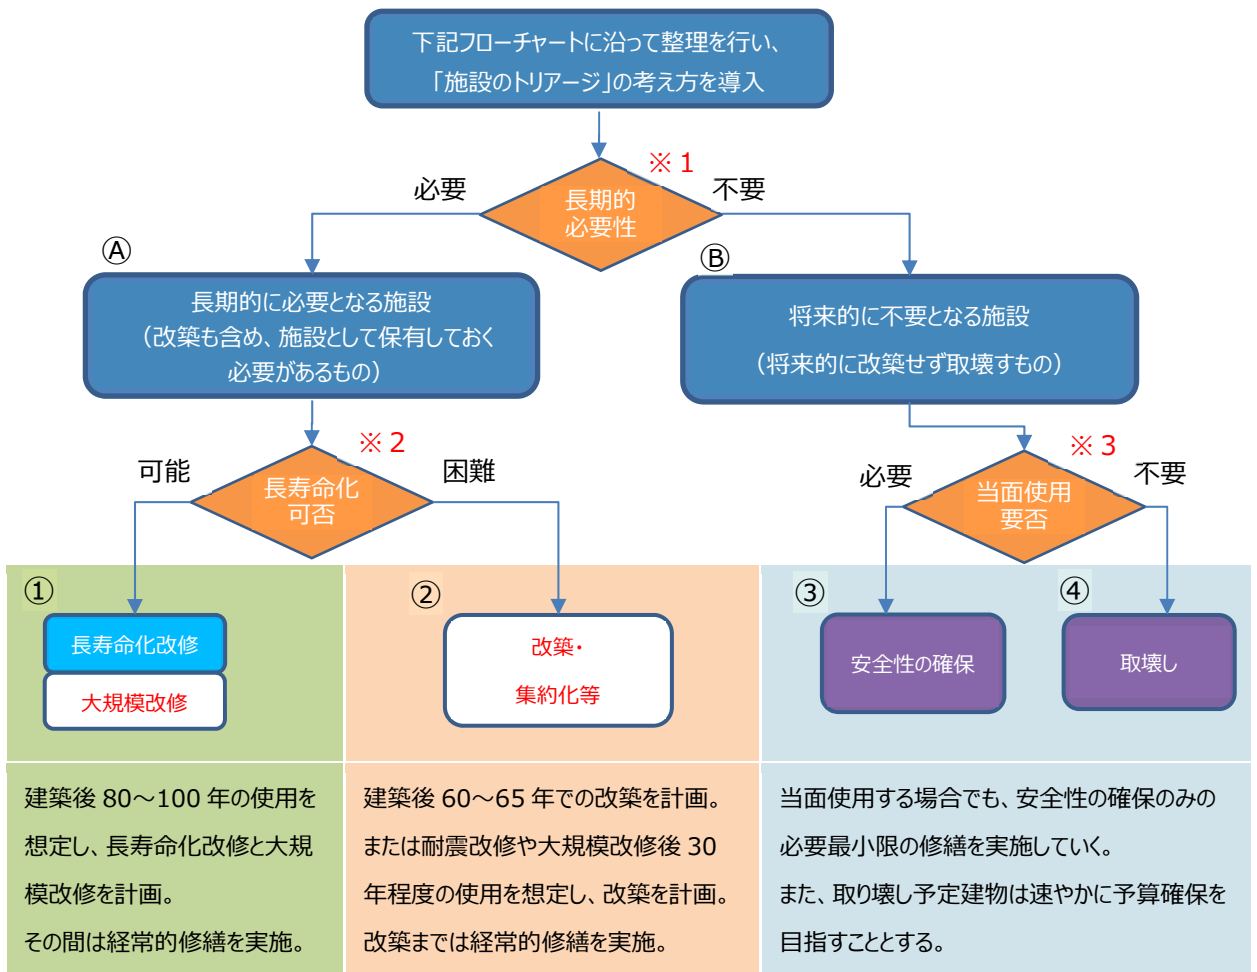 下記フローチャートに沿って整理を行い、
「施設のトリアージ」の考え方を導入
※１
必要
不要
長期的
必要性
Ⓐ
Ⓑ
長期的に必要となる施設
（改築も含め、施設として保有しておく
必要があるもの）
将来的に不要となる施設
（将来的に改築せず取壊すもの）
※２
可能
困難
長寿命化
可否
※３
必要
不要
当面使用
要否
①
長寿命化改修
大規模改修
②
改築・
集約化等
③
安全性の確保
④
取壊し
建築後 80～100 年の使用を
想定し、長寿命化改修と大規
模改修を計画。
その間は経常的修繕を実施。
建築後 60～65 年での改築を計画。
または耐震改修や大規模改修後 30
年程度の使用を想定し、改築を計画。
改築までは経常的修繕を実施。
当面使用する場合でも、安全性の確保のみの
必要最小限の修繕を実施していく。
また、取り壊し予定建物は速やかに予算確保を
目指すこととする。